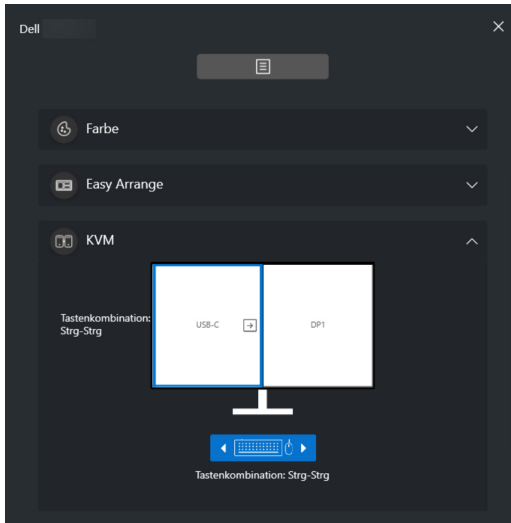 Dell
Farbe
Easy Arrange
KVM
Tastenkombination:
Strg-Strg
USB-C
DP1
Tastenkombination: Strg-Strg